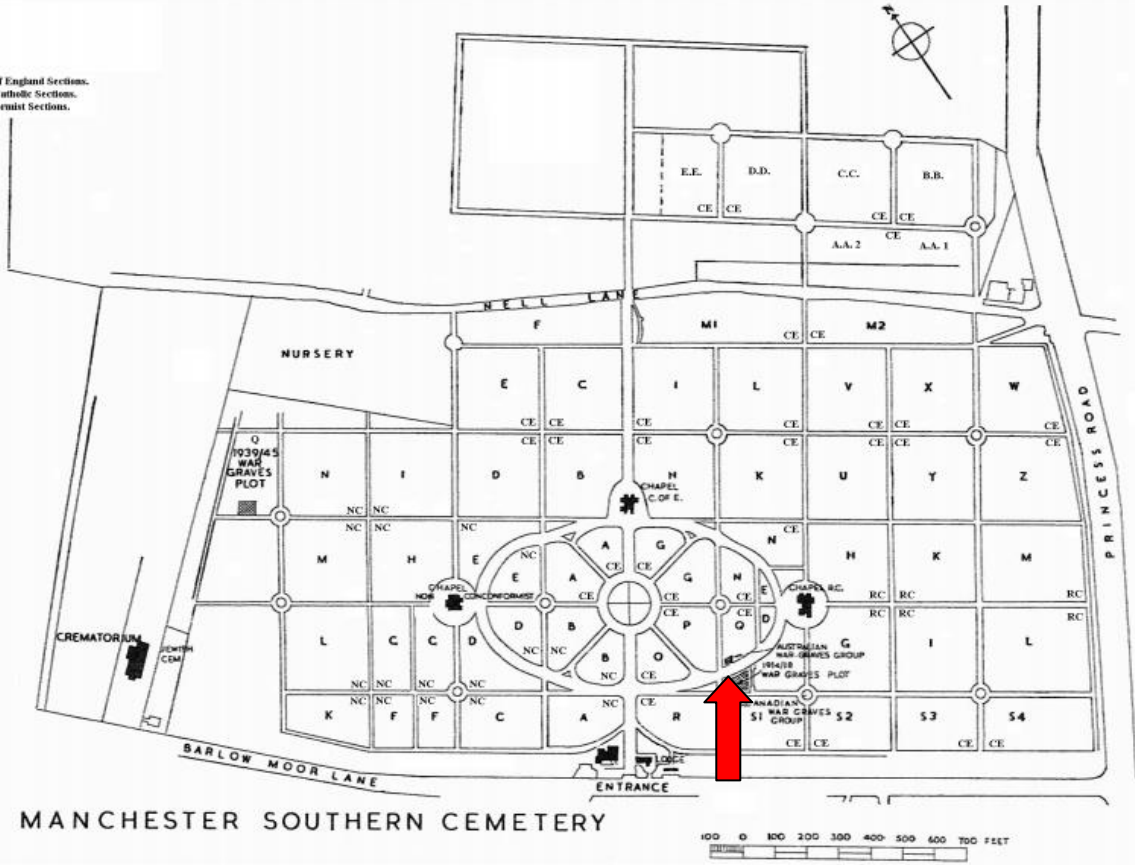 f England Sections.
atholic Sections.
rmist Sections.
E.E. D.D. C.C. B.B.
CE CE CE CE
CE
A.A. 2 A.A. 1
NELL LANE
F M1 CE CE M2
NURSERY
E C I L V X W
CE CE CE CE CE CE CE
CE CE CE CE CE CE CE
Q
1939/45
WAR
GRAVES
PLOT
N I D B H K U Y Z
CHAPEL
C. OF E.
NC NC
NC NC NC CE
M H E NC A G N H K M
CE CE
E A G N E
CHAPEL
NON CONCONFORMIST
CHAPEL R.C.
CE CE CE RC RC RC
CE CE RC RC RC
D B P Q D
L C C D G I L
CREMATORIUM
JEWISH
CEM.
NC NC B O
NC CE
AUSTRALIAN
WAR GRAVES GROUP
1914/18
WAR GRAVES PLOT
NC NC NC NC
NC NC NC NC NC CE
CANADIAN
WAR GRAVES
GROUP
K F F C A R S1 S2 S3 S4
CE CE CE CE
BARLOW MOOR LANE
LODGE
ENTRANCE
PRINCESS ROAD
MANCHESTER SOUTHERN CEMETERY
100 0 100 200 300 400 500 600 700 FEET